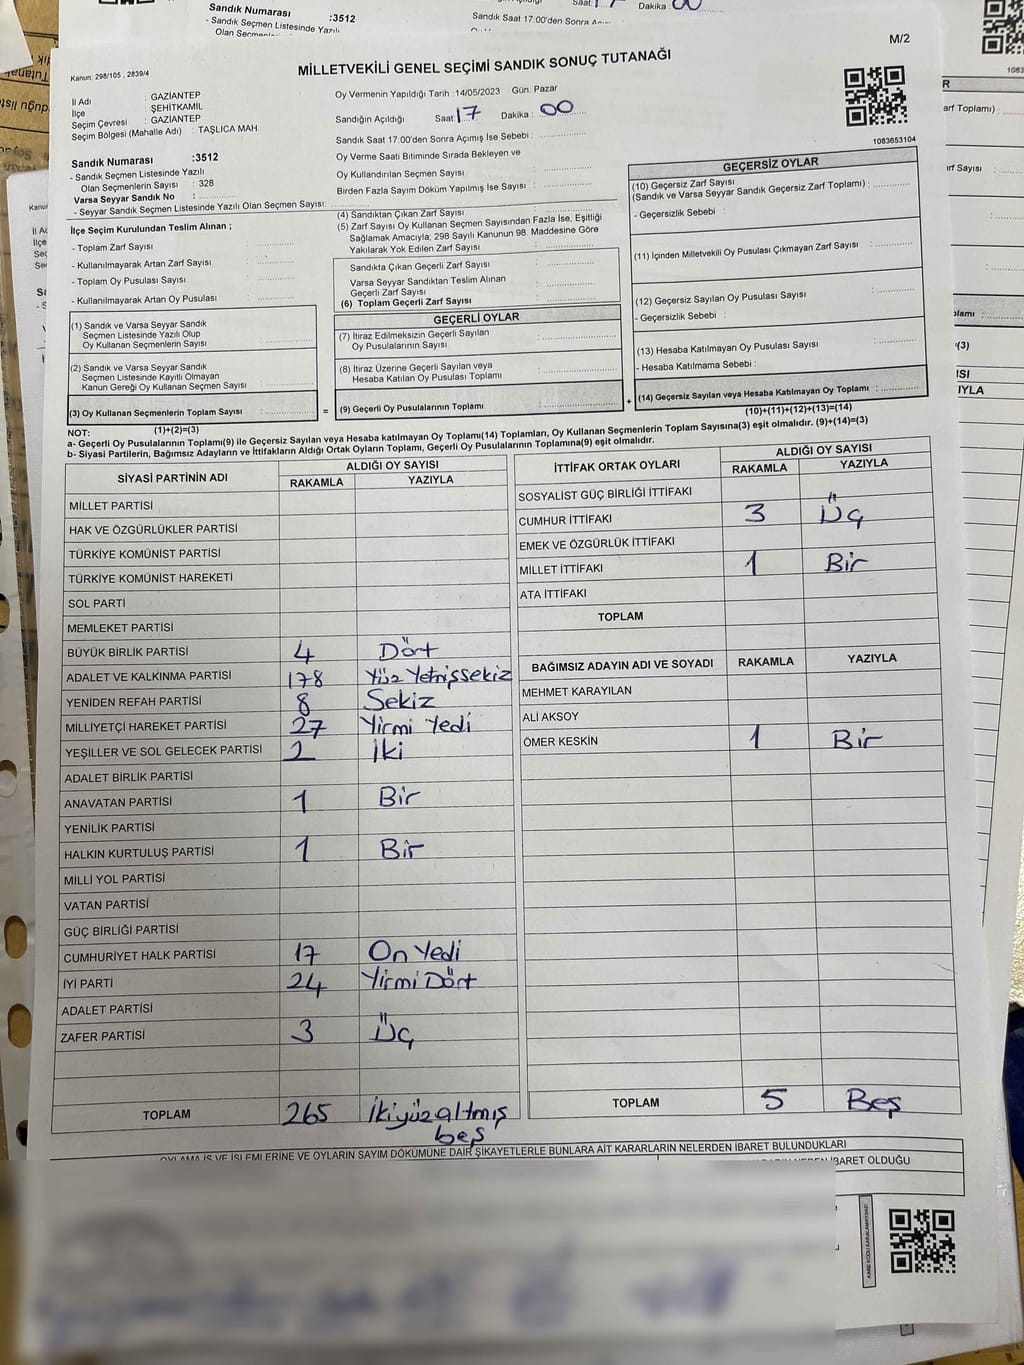 Sandık Numarası :3512
- Sandık Seçmen Listesinde Yazılı
Sandık Saat 17:00'den Sonra
Dakika : 00
M/2
Kanun: 298/105 , 2839/4
MİLLETVEKİLİ GENEL SEÇİMİ SANDIK SONUÇ TUTANAĞI
İl Adı : GAZİANTEP
İlçe : ŞEHİTKAMİL
Seçim Çevresi : GAZİANTEP
Seçim Bölgesi (Mahalle Adı) : TAŞLICA MAH.
Oy Vermenin Yapıldığı Tarih :14/05/2023 Gün: Pazar
Sandığın Açıldığı Saat 17 Dakika : 00
Sandık Saat 17:00'den Sonra Açımış İse Sebebi :
1083653104
Sandık Numarası :3512
- Sandık Seçmen Listesinde Yazılı
Olan Seçmenlerin Sayısı : 328
Varsa Seyyar Sandık No :
- Seyyar Sandık Seçmen Listesinde Yazılı Olan Seçmen Sayısı:
Oy Verme Saati Bitiminde Sırada Bekleyen ve
Oy Kullandırılan Seçmen Sayısı :
Birden Fazla Sayım Döküm Yapılmış İse Sayısı :
İlçe Seçim Kurulundan Teslim Alınan ;
- Toplam Zarf Sayısı :
- Kullanılmayarak Artan Zarf Sayısı :
- Toplam Oy Pusulası Sayısı :
- Kullanılmayarak Artan Oy Pusulası :
(4) Sandıktan Çıkan Zarf Sayısı :
(5) Zarf Sayısı Oy Kullanan Seçmen Sayısından Fazla İse, Eşitliği
Sağlamak Amacıyla; 298 Sayılı Kanunun 98. Maddesine Göre
Yakılarak Yok Edilen Zarf Sayısı :
Sandıkta Çıkan Geçerli Zarf Sayısı :
Varsa Seyyar Sandıktan Teslim Alınan
Geçerli Zarf Sayısı :
(6) Toplam Geçerli Zarf Sayısı :
GEÇERSİZ OYLAR
(10) Geçersiz Zarf Sayısı
(Sandık ve Varsa Seyyar Sandık Geçersiz Zarf Toplamı) :
- Geçersizlik Sebebi :
(11) İçinden Milletvekili Oy Pusulası Çıkmayan Zarf Sayısı :
(12) Geçersiz Sayılan Oy Pusulası Sayısı :
- Geçersizlik Sebebi :
(13) Hesaba Katılmayan Oy Pusulası Sayısı :
- Hesaba Katılmama Sebebi :
(14) Geçersiz Sayılan veya Hesaba Katılmayan Oy Toplamı :
(10)+(11)+(12)+(13)=(14)
(1) Sandık ve Varsa Seyyar Sandık
Seçmen Listesinde Yazılı Olup
Oy Kullanan Seçmenlerin Sayısı :
(2) Sandık ve Varsa Seyyar Sandık
Seçmen Listesinde Kayıtlı Olmayan
Kanun Gereği Oy Kullanan Seçmen Sayısı :
(3) Oy Kullanan Seçmenlerin Toplam Sayısı : =
(1)+(2)=(3)
GEÇERLİ OYLAR
(7) İtiraz Edilmeksizin Geçerli Sayılan
Oy Pusulalarının Sayısı :
(8) İtiraz Üzerine Geçerli Sayılan veya
Hesaba Katılan Oy Pusulası Toplamı :
(9) Geçerli Oy Pusulalarının Toplamı : +
NOT:
a- Geçerli Oy Pusulalarının Toplamı(9) ile Geçersiz Sayılan veya Hesaba katılmayan Oy Toplamı(14) Toplamları, Oy Kullanan Seçmenlerin Toplam Sayısına(3) eşit olmalıdır. (9)+(14)=(3)
b- Siyasi Partilerin, Bağımsız Adayların ve İttifakların Aldığı Ortak Oyların Toplamı, Geçerli Oy Pusulalarının Toplamına(9) eşit olmalıdır.
SİYASİ PARTİNİN ADI
ALDIĞI OY SAYISI
RAKAMLA YAZIYLA
MİLLET PARTİSİ
HAK VE ÖZGÜRLÜKLER PARTİSİ
TÜRKİYE KOMÜNİST PARTİSİ
TÜRKİYE KOMÜNİST HAREKETİ
SOL PARTİ
MEMLEKET PARTİSİ
BÜYÜK BİRLİK PARTİSİ 4 Dört
ADALET VE KALKINMA PARTİSİ 178 Yüz Yetmişsekiz
YENİDEN REFAH PARTİSİ 8 Sekiz
MİLLİYETÇİ HAREKET PARTİSİ 27 Yirmi Yedi
YEŞİLLER VE SOL GELECEK PARTİSİ 2 İki
ADALET BİRLİK PARTİSİ
ANAVATAN PARTİSİ 1 Bir
YENİLİK PARTİSİ
HALKIN KURTULUŞ PARTİSİ 1 Bir
MİLLİ YOL PARTİSİ
VATAN PARTİSİ
GÜÇ BİRLİĞİ PARTİSİ
CUMHURİYET HALK PARTİSİ 17 On Yedi
İYİ PARTİ 24 Yirmi Dört
ADALET PARTİSİ
ZAFER PARTİSİ 3 Üç
TOPLAM 265 İkiyüzaltmış
beş
İTTİFAK ORTAK OYLARI
ALDIĞI OY SAYISI
RAKAMLA YAZIYLA
SOSYALİST GÜÇ BİRLİĞİ İTTİFAKI
CUMHUR İTTİFAKI 3 Üç
EMEK VE ÖZGÜRLÜK İTTİFAKI
MİLLET İTTİFAKI 1 Bir
ATA İTTİFAKI
TOPLAM
BAĞIMSIZ ADAYIN ADI VE SOYADI RAKAMLA YAZIYLA
MEHMET KARAYILAN
ALİ AKSOY
ÖMER KESKİN 1 Bir
TOPLAM 5 Beş
OYLAMA İŞ VE İŞLEMLERİNE VE OYLARIN SAYIM DÖKÜMÜNE DAİR ŞİKAYETLERLE BUNLARA AİT KARARLARIN NELERDEN İBARET BULUNDUKLARI
İBARET OLDUĞU